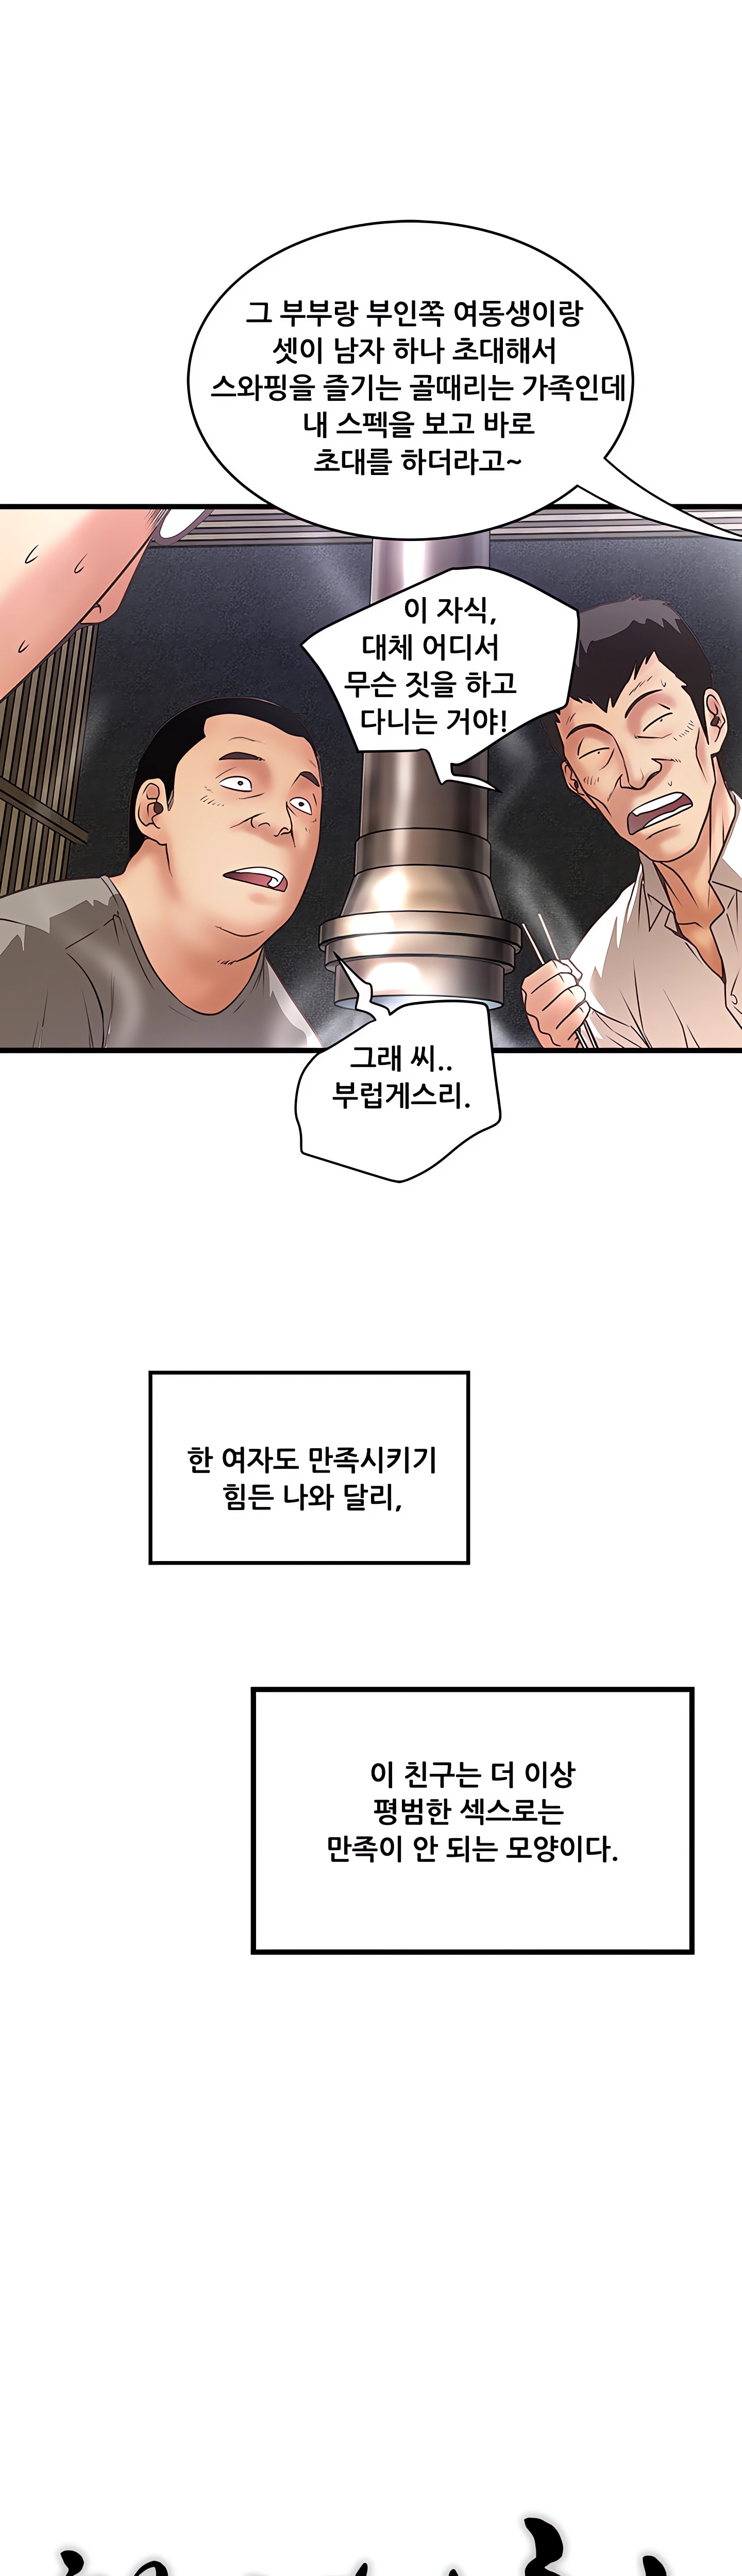 그 부부랑 부인쪽 여동생이랑
셋이 남자 하나 초대해서
스와핑을 즐기는 골때리는 가족인데
내 스펙을 보고 바로
초대를 하더라고~
이 자식,
대체 어디서
무슨 짓을 하고
다니는 거야!
그래 씨..
부럽게스리.
한 여자도 만족시키기
힘든 나와 달리,
이 친구는 더 이상
평범한 섹스로는
만족이 안 되는 모양이다.